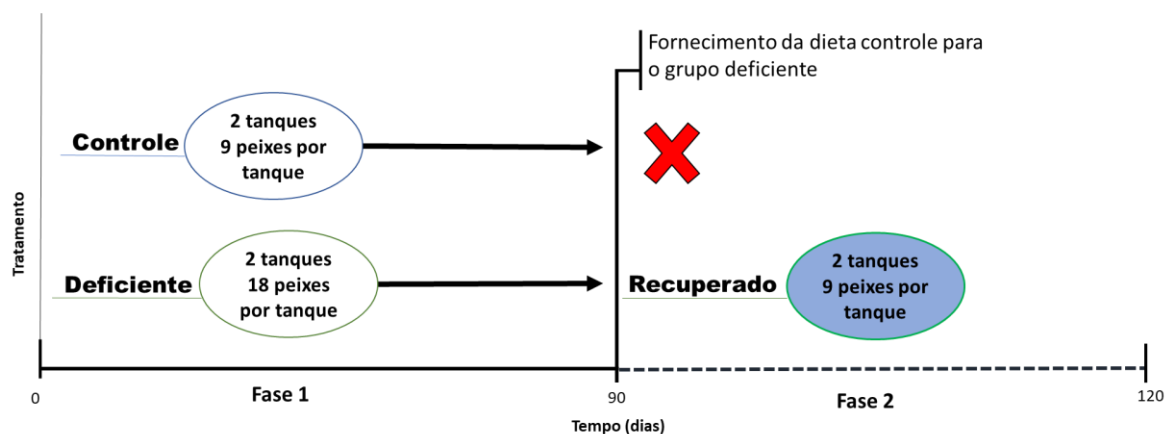 Fornecimento da dieta controle para
o grupo deficiente
Controle
2 tanques
9 peixes por
tanque
Tratamento
Deficiente
2 tanques
18 peixes
por tanque
Recuperado
2 tanques
9 peixes por
tanque
0
Fase 1
90
Fase 2
120
Tempo (dias)